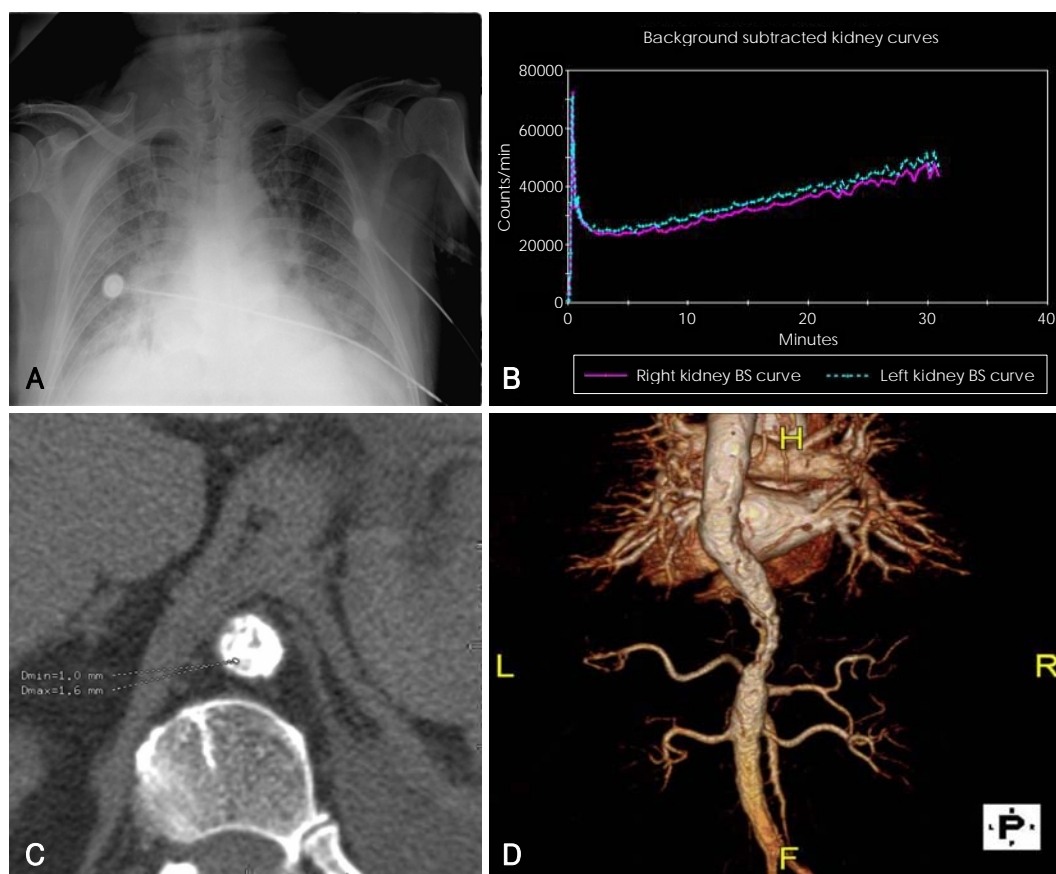 A
Background subtracted kidney curves
80000
60000
40000
20000
0
Counts/min
0 10 20 30 40
Minutes
Right kidney BS curve Left kidney BS curve
B
Dmin=1.0 mm
Dmax=1.6 mm
C
H
L R
P
F
D